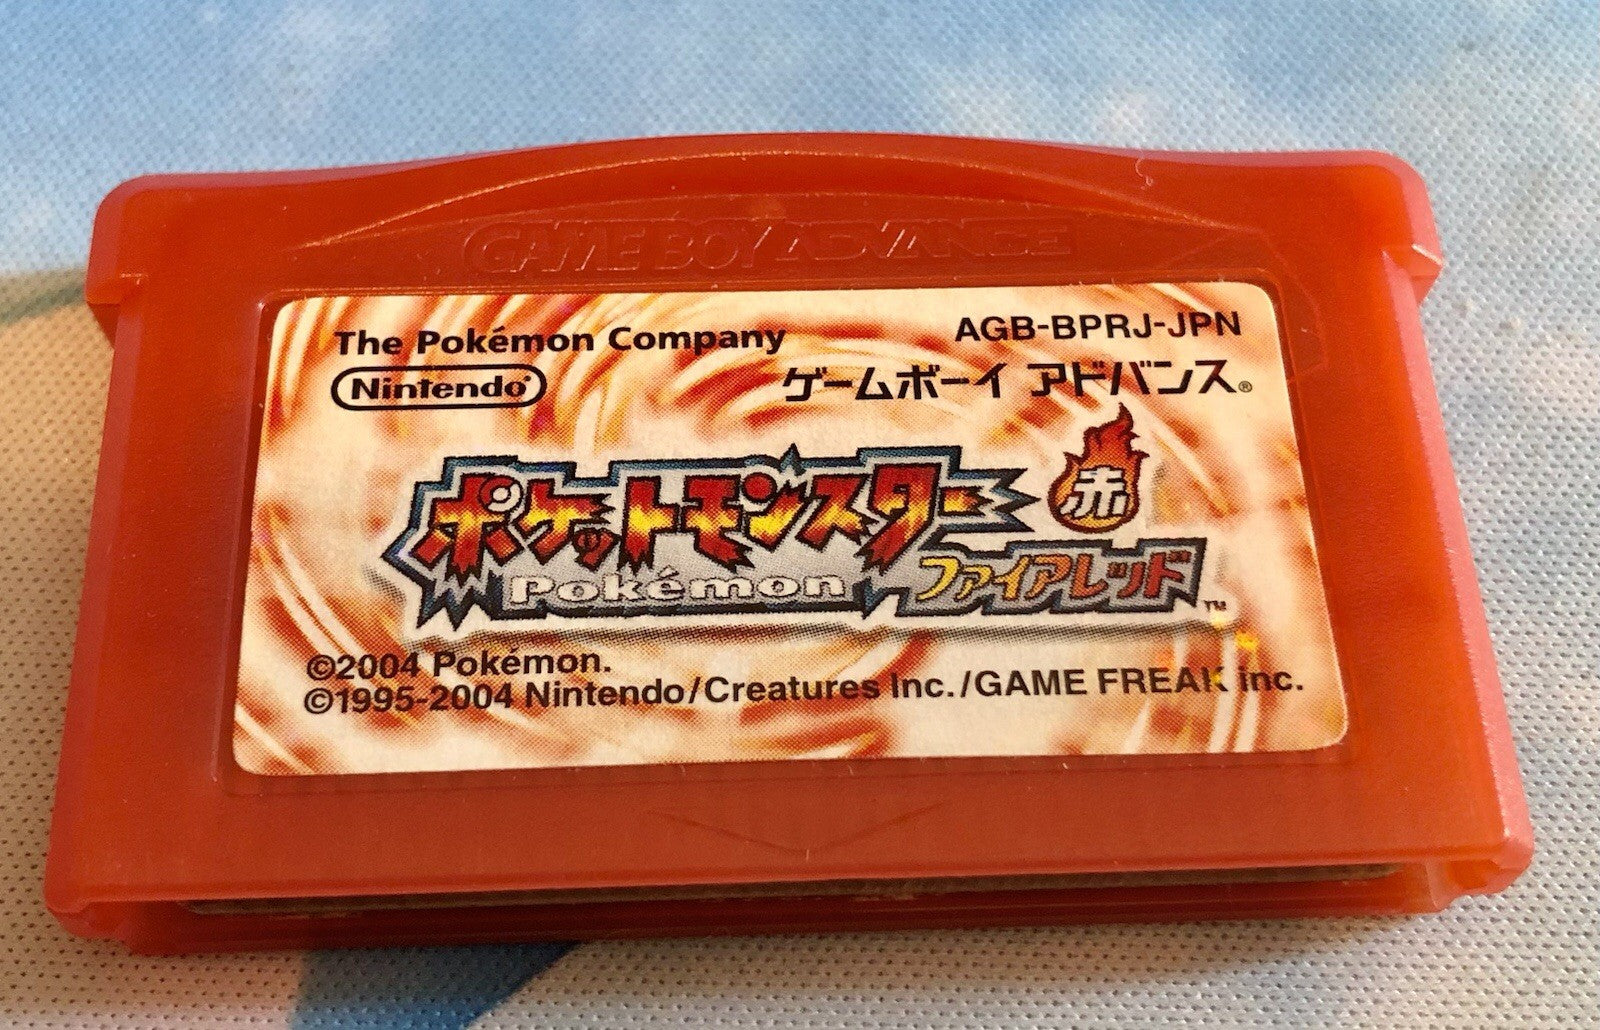 GAME BOY ADVANCE
The Pokémon Company
AGB-BPRJ-JPN
Nintendo®
ゲームボーイ アドバンス®
赤
ポケットモンスター
Pokémon
ファイアレッド™
©2004 Pokémon.
©1995-2004 Nintendo/Creatures Inc./GAME FREAK inc.